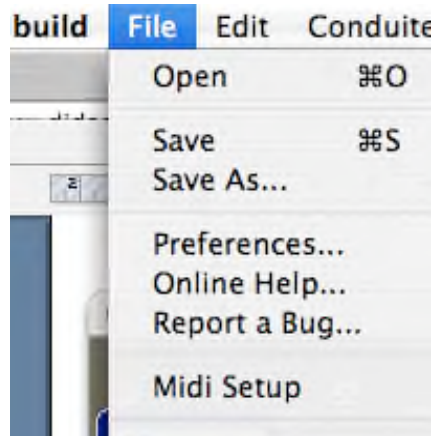 build File Edit Conduite
Open ⌘O
Save ⌘S
Save As...
Preferences...
Online Help...
Report a Bug...
Midi Setup